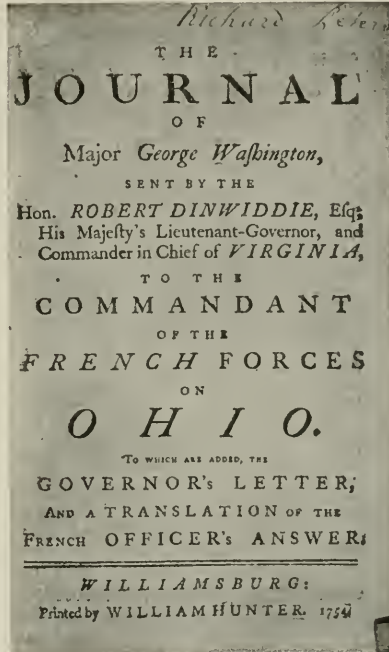 Richard Peters
THE
JOURNAL
OF
Major George Waſhington,
SENT BY THE
Hon. ROBERT DINWIDDIE, Eſq;
His Majeſty's Lieutenant-Governor, and
Commander in Chief of VIRGINIA,
TO THE
COMMANDANT
OF THE
FRENCH FORCES
ON
OHIO.
To WHICH ARE ADDED, THE
GOVERNOR's LETTER;
AND A TRANSLATION OF THE
FRENCH OFFICER's ANSWER.
WILLIAMSBURG:
Printed by WILLIAM HUNTER. 1754.